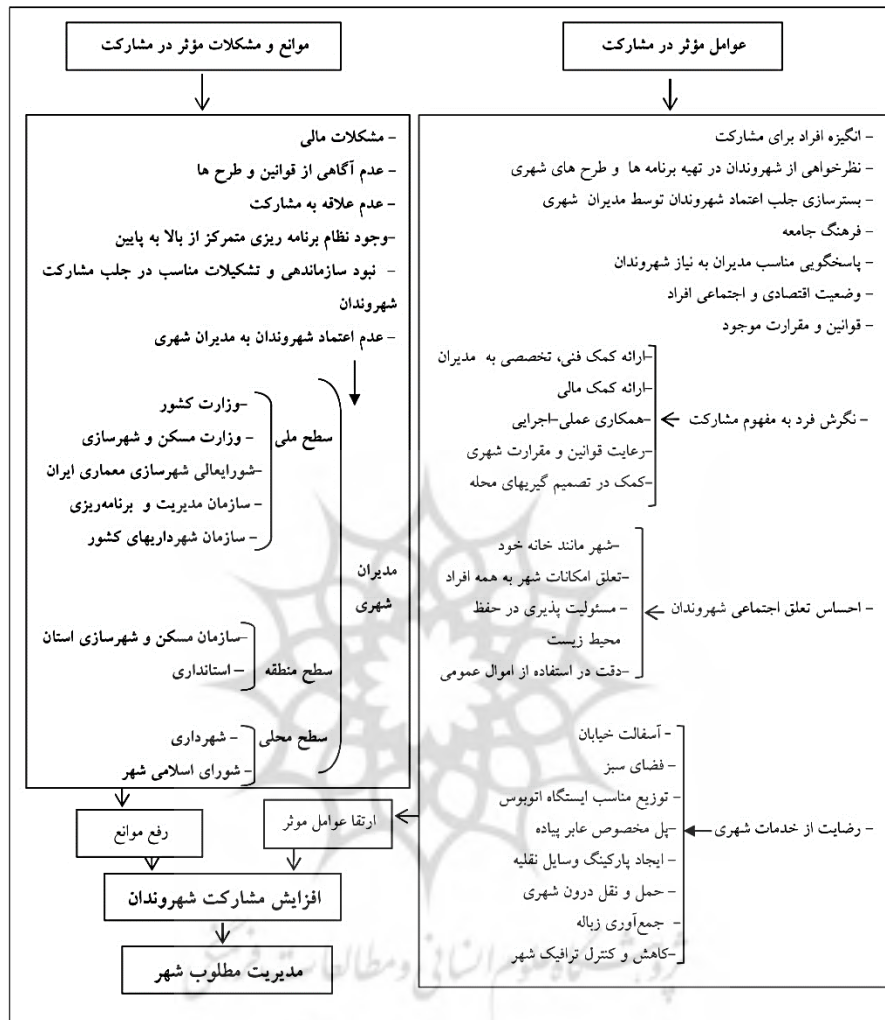 عوامل مؤثر در مشارکت
- انگیزه افراد برای مشارکت
- نظرخواهی از شهروندان در تهیه برنامه ها و طرح های شهری
- بسترسازی جلب اعتماد شهروندان توسط مدیران شهری
- فرهنگ جامعه
- پاسخگویی مناسب مدیران به نیاز شهروندان
- وضعیت اقتصادی و اجتماعی افراد
- قوانین و مقرارت موجود
- نگرش فرد به مفهوم مشارکت
-ارائه کمک فنی، تخصصی به مدیران
-ارائه کمک مالی
-همکاری عملی-اجرایی
-رعایت قوانین و مقرارت شهری
-کمک در تصمیم گیریهای محله
- احساس تعلق اجتماعی شهروندان
-شهر مانند خانه خود
-تعلق امکانات شهر به همه افراد
- مسئولیت پذیری در حفظ
محیط زیست
-دقت در استفاده از اموال عمومی
- رضایت از خدمات شهری
- آسفالت خیابان
- فضای سبز
- توزیع مناسب ایستگاه اتوبوس
-پل مخصوص عابر پیاده
- ایجاد پارکینگ وسایل نقلیه
- حمل و نقل درون شهری
- جمع‌آوری زباله
-کاهش و کنترل ترافیک شهر
موانع و مشکلات مؤثر در مشارکت
- مشکلات مالی
- عدم آگاهی از قوانین و طرح ها
- عدم علاقه به مشارکت
-وجود نظام برنامه ریزی متمرکز از بالا به پایین
- نبود سازماندهی و تشکیلات مناسب در جلب مشارکت
شهروندان
- عدم اعتماد شهروندان به مدیران شهری
مدیران
شهری
سطح ملی
-وزارت کشور
- وزارت مسکن و شهرسازی
-شورایعالی شهرسازی معماری ایران
- سازمان مدیریت و برنامه‌ریزی
- سازمان شهرداریهای کشور
سطح منطقه
-سازمان مسکن و شهرسازی استان
- استانداری
سطح محلی
- شهرداری
-شورای اسلامی شهر
ارتقا عوامل موثر
رفع موانع
افزایش مشارکت شهروندان
مدیریت مطلوب شهر
پژوهشگاه علوم انسانی و مطالعات فرهنگی